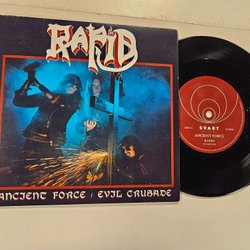 RAPID
ANCIENT FORCE / EVIL CRUSADE
SVART
ANCIENT FORCE
RAPID